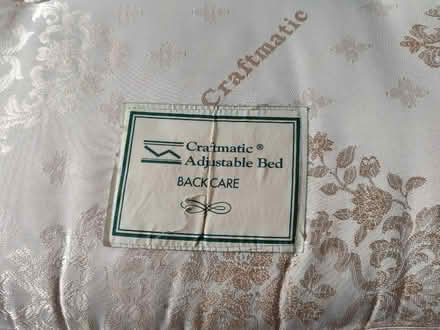 Craftmatic
Craftmatic®
Adjustable Bed
BACK CARE